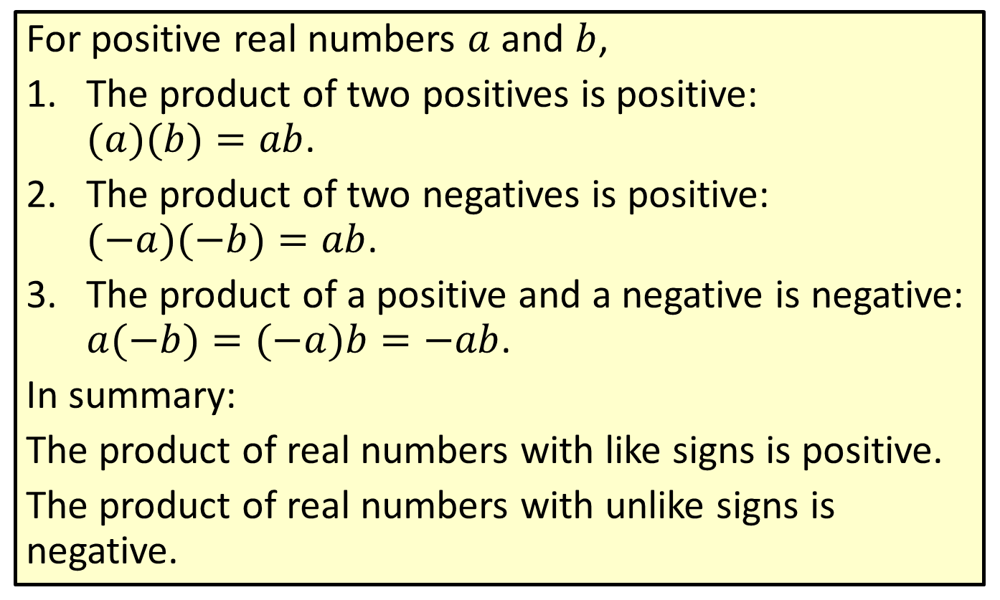 For positive real numbers a and b,
1. The product of two positives is positive:
(a)(b) = ab.
2. The product of two negatives is positive:
(−a)(−b) = ab.
3. The product of a positive and a negative is negative:
a(−b) = (−a)b = −ab.
In summary:
The product of real numbers with like signs is positive.
The product of real numbers with unlike signs is
negative.